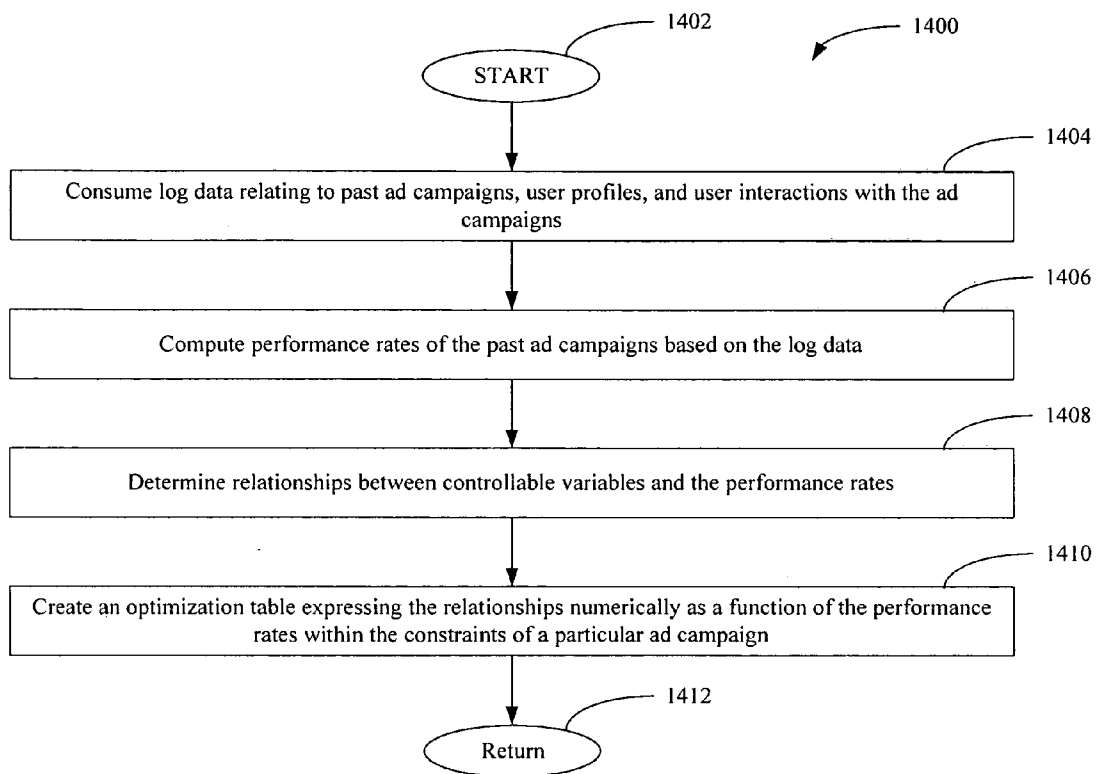 1402
1400
START
1404
Consume log data relating to past ad campaigns, user profiles, and user interactions with the ad
campaigns
1406
Compute performance rates of the past ad campaigns based on the log data
1408
Determine relationships between controllable variables and the performance rates
1410
Create an optimization table expressing the relationships numerically as a function of the performance
rates within the constraints of a particular ad campaign
1412
Return